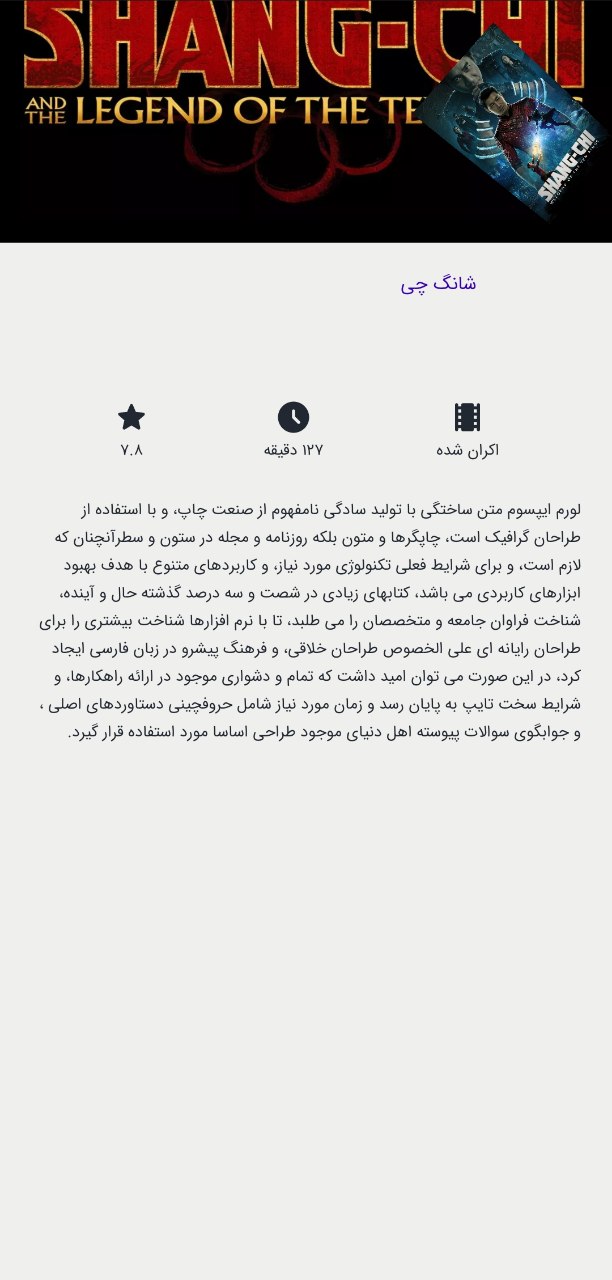 SHANG-CHI
AND THE LEGEND OF THE TE
SHANG-CHI
شانگ چی
اکران شده
۱۲۷ دقیقه
۷.۸
لورم ایپسوم متن ساختگی با تولید سادگی نامفهوم از صنعت چاپ، و با استفاده از
طراحان گرافیک است، چاپگرها و متون بلکه روزنامه و مجله در ستون و سطرآنچنان که
لازم است، و برای شرایط فعلی تکنولوژی مورد نیاز، و کاربردهای متنوع با هدف بهبود
ابزارهای کاربردی می باشد، کتابهای زیادی در شصت و سه درصد گذشته حال و آینده،
شناخت فراوان جامعه و متخصصان را می طلبد، تا با نرم افزارها شناخت بیشتری را برای
طراحان رایانه ای علی الخصوص طراحان خلاقی، و فرهنگ پیشرو در زبان فارسی ایجاد
کرد، در این صورت می توان امید داشت که تمام و دشواری موجود در ارائه راهکارها، و
شرایط سخت تایپ به پایان رسد و زمان مورد نیاز شامل حروفچینی دستاوردهای اصلی ،
و جوابگوی سوالات پیوسته اهل دنیای موجود طراحی اساسا مورد استفاده قرار گیرد.